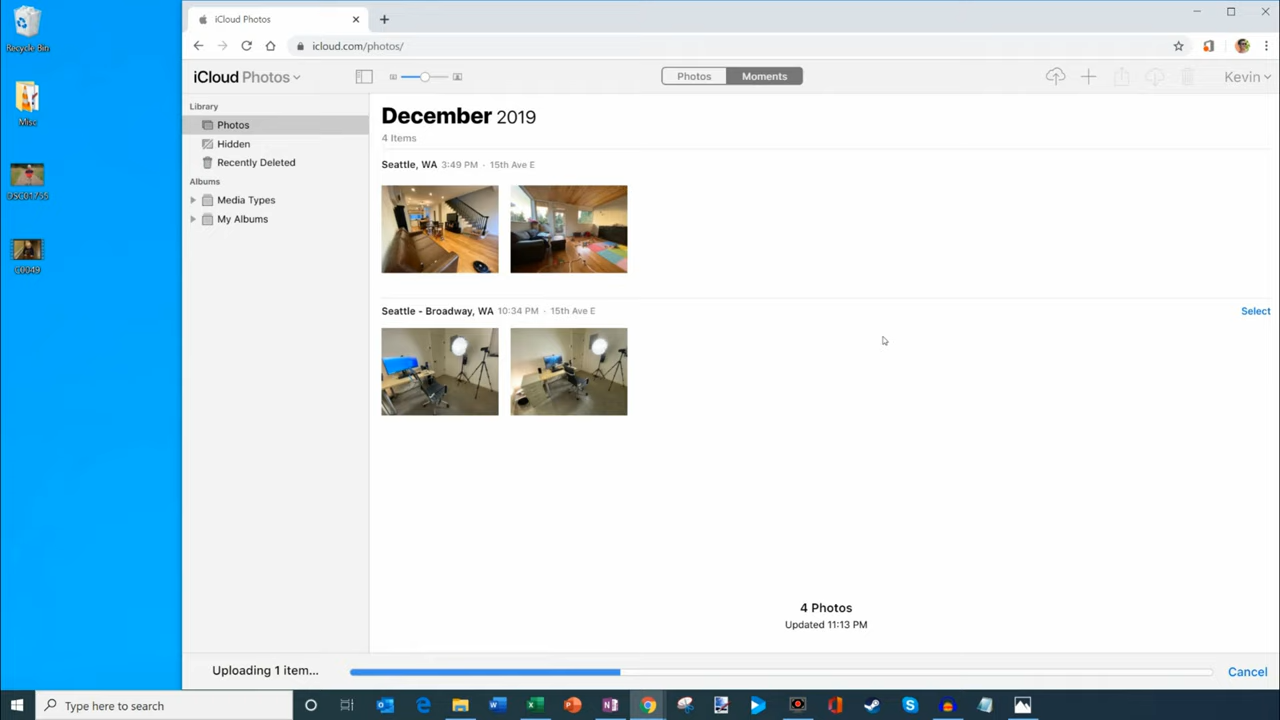 Recycle Bin
Misc
DSC01755
C0049
iCloud Photos
icloud.com/photos/
iCloud Photos
Photos
Moments
Kevin
Library
Photos
Hidden
Recently Deleted
Albums
Media Types
My Albums
December 2019
4 Items
Seattle, WA 3:49 PM · 15th Ave E
Seattle - Broadway, WA 10:34 PM · 15th Ave E
Select
4 Photos
Updated 11:13 PM
Uploading 1 item...
Cancel
Type here to search